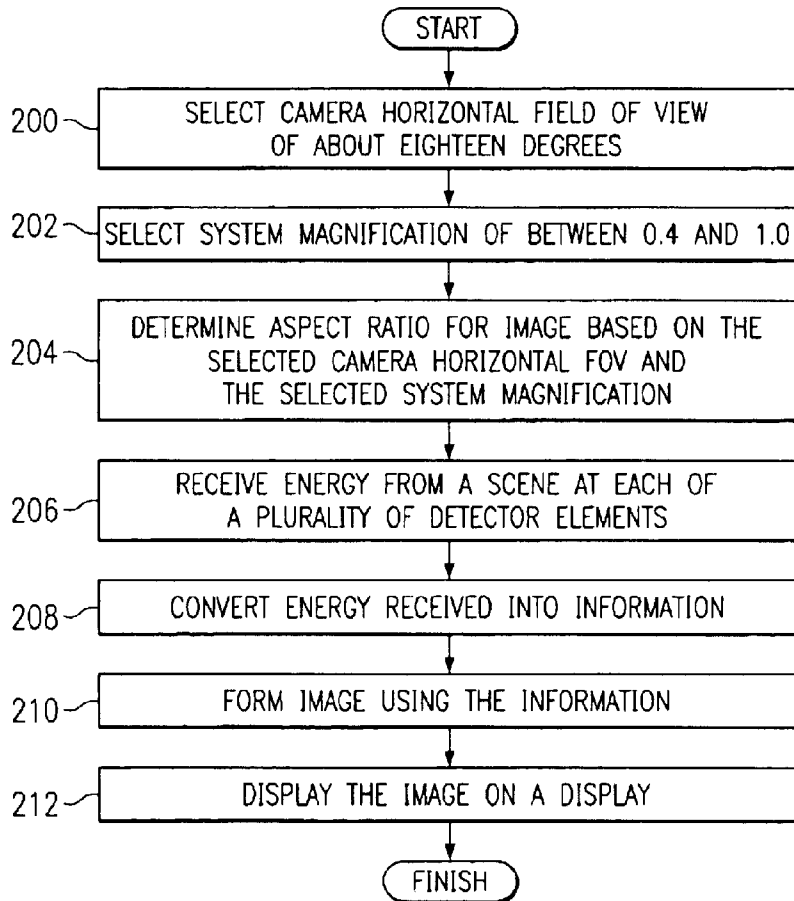 START
200
SELECT CAMERA HORIZONTAL FIELD OF VIEW
OF ABOUT EIGHTEEN DEGREES
202
SELECT SYSTEM MAGNIFICATION OF BETWEEN 0.4 AND 1.0
204
DETERMINE ASPECT RATIO FOR IMAGE BASED ON THE
SELECTED CAMERA HORIZONTAL FOV AND
THE SELECTED SYSTEM MAGNIFICATION
206
RECEIVE ENERGY FROM A SCENE AT EACH OF
A PLURALITY OF DETECTOR ELEMENTS
208
CONVERT ENERGY RECEIVED INTO INFORMATION
210
FORM IMAGE USING THE INFORMATION
212
DISPLAY THE IMAGE ON A DISPLAY
FINISH